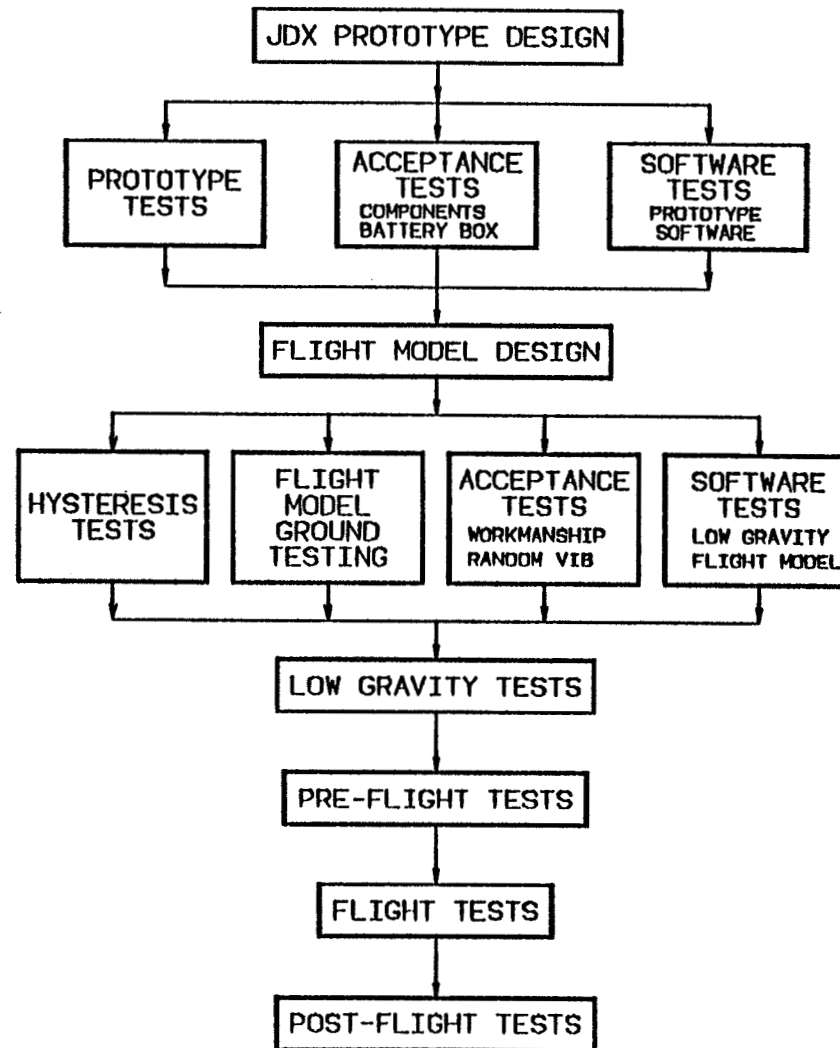 JDX PROTOTYPE DESIGN
PROTOTYPE
TESTS
ACCEPTANCE
TESTS
COMPONENTS
BATTERY BOX
SOFTWARE
TESTS
PROTOTYPE
SOFTWARE
FLIGHT MODEL DESIGN
HYSTERESIS
TESTS
FLIGHT
MODEL
GROUND
TESTING
ACCEPTANCE
TESTS
WORKMANSHIP
RANDOM VIB
SOFTWARE
TESTS
LOW GRAVITY
FLIGHT MODEL
LOW GRAVITY TESTS
PRE-FLIGHT TESTS
FLIGHT TESTS
POST-FLIGHT TESTS